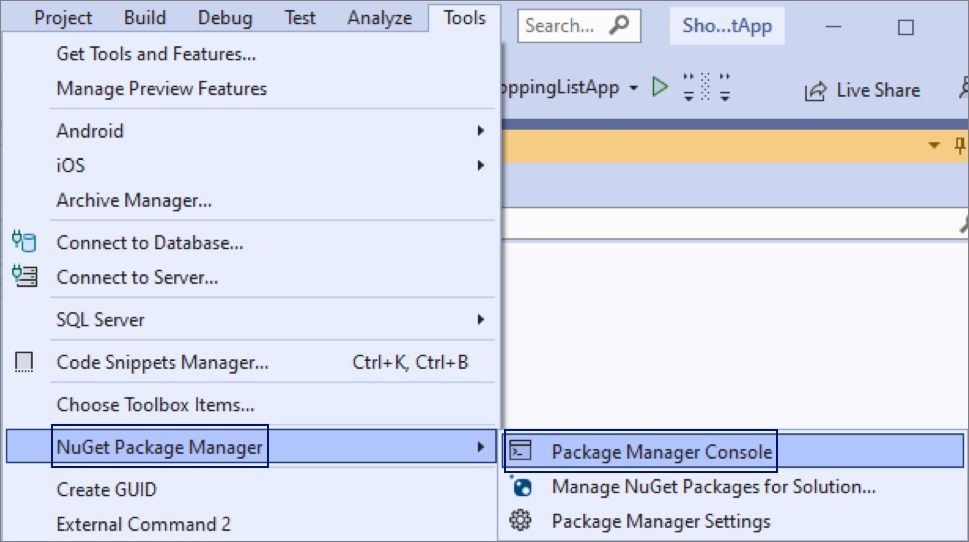 Project Build Debug Test Analyze Tools Search... Sho...tApp
Get Tools and Features...
Manage Preview Features
oppingListApp
Live Share
Android
iOS
Archive Manager...
Connect to Database...
Connect to Server...
SQL Server
Code Snippets Manager... Ctrl+K, Ctrl+B
Choose Toolbox Items...
NuGet Package Manager
Package Manager Console
Manage NuGet Packages for Solution...
Package Manager Settings
Create GUID
External Command 2